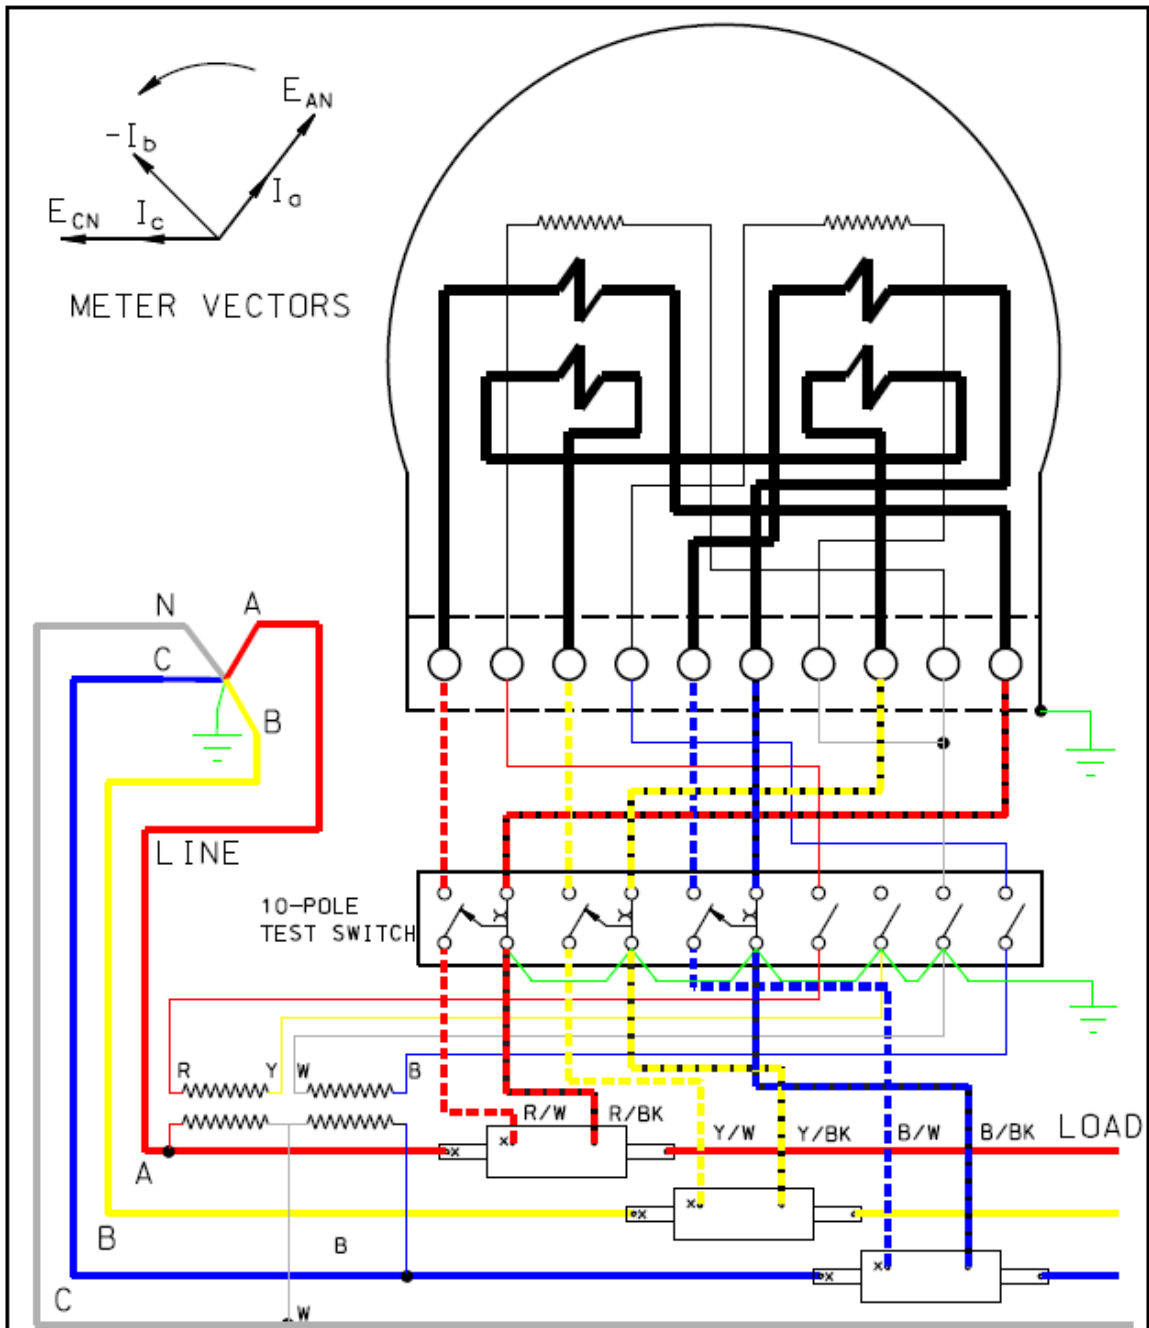 E_AN
-I_b
I_a
E_CN
I_c
METER VECTORS
N
A
C
B
LINE
10-POLE
TEST SWITCH
R
Y
W
B
R/W
R/BK
Y/W
Y/BK
B/W
B/BK
LOAD
x
x
A
x
x
B
B
x
x
C
W